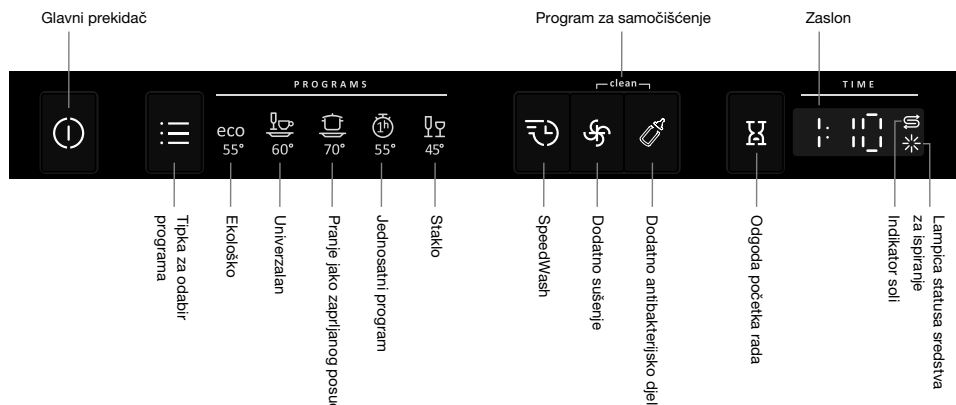 Glavni prekidač
Program za samočišćenje
Zaslon
PROGRAMS
clean
TIME
eco
1h
55°
60°
70°
55°
45°
1:10
Tipka za odabir
programa
Ekološko
Univerzalan
Pranje jako zaprljanog
Jednosatni program
Staklo
SpeedWash
Dodatno sušenje
Dodatno antibakterijsko
Odgoda početka rada
Indikator soli
Lampica statusa sredstva
za ispiranje